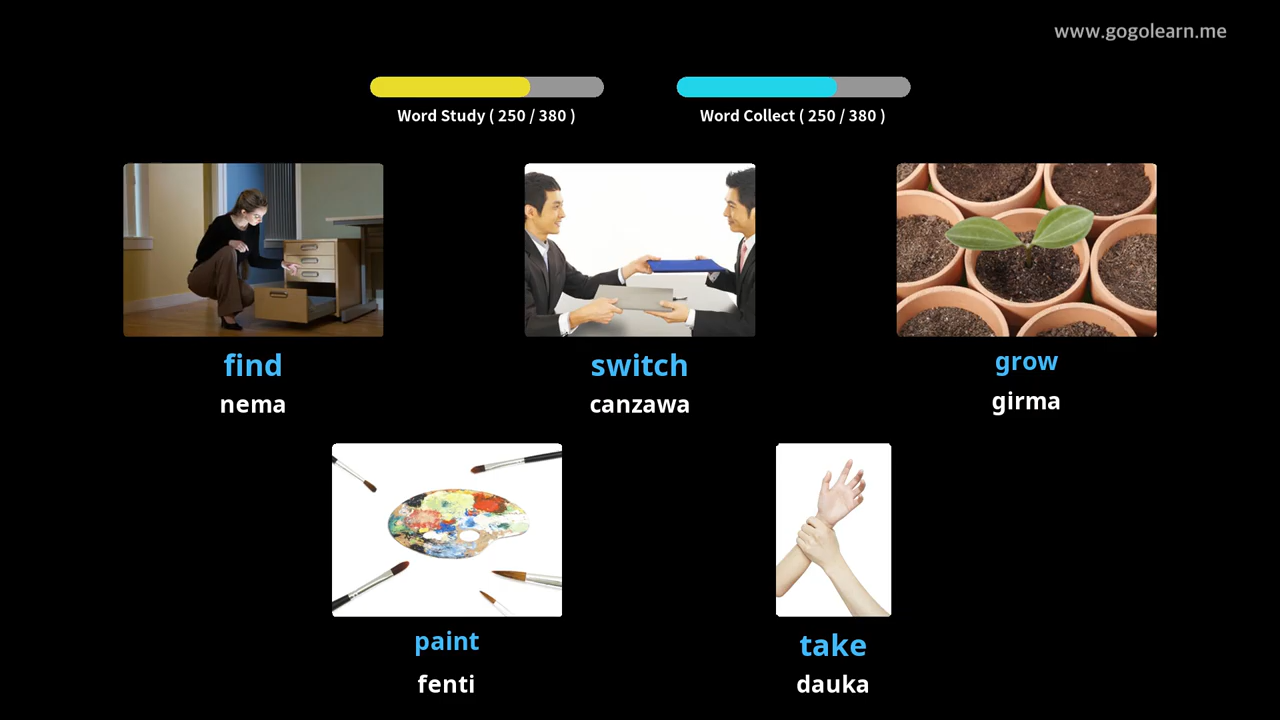 www.gogolearn.me
Word Study ( 250 / 380 )
Word Collect ( 250 / 380 )
find
nema
switch
canzawa
grow
girma
paint
fenti
take
dauka